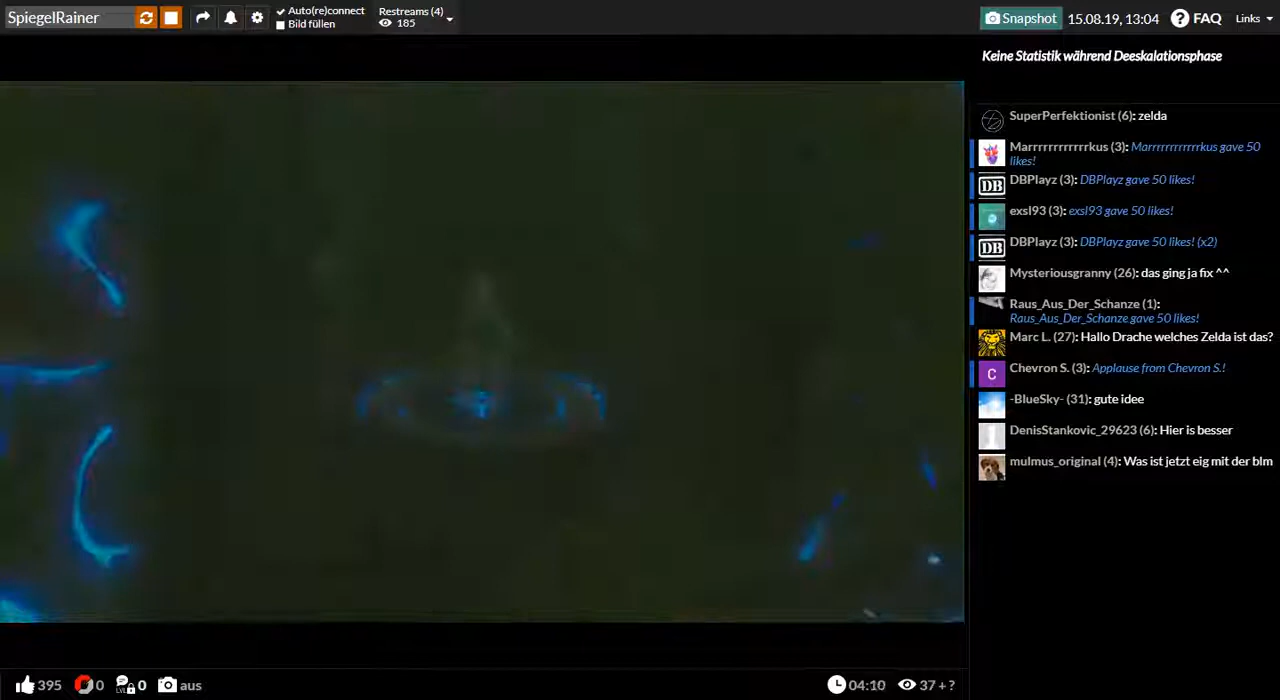 SpiegelRainer
Auto(re)connect
Bild füllen
Restreams (4)
185
Snapshot
15.08.19, 13:04
FAQ
Links
Keine Statistik während Deeskalationsphase
SuperPerfektionist (6): zelda
Marrrrrrrrrrrkus (3): Marrrrrrrrrrrkus gave 50
likes!
DB DBPlayz (3): DBPlayz gave 50 likes!
exsl93 (3): exsl93 gave 50 likes!
DB DBPlayz (3): DBPlayz gave 50 likes! (x2)
Mysteriousgranny (26): das ging ja fix ^^
Raus_Aus_Der_Schanze (1):
Raus_Aus_Der_Schanze gave 50 likes!
Marc L. (27): Hallo Drache welches Zelda ist das?
C Chevron S. (3): Applause from Chevron S.!
-BlueSky- (31): gute idee
DenisStankovic_29623 (6): Hier is besser
mulmus_original (4): Was ist jetzt eig mit der blm
395
0
LVL 0
aus
04:10
37 + ?